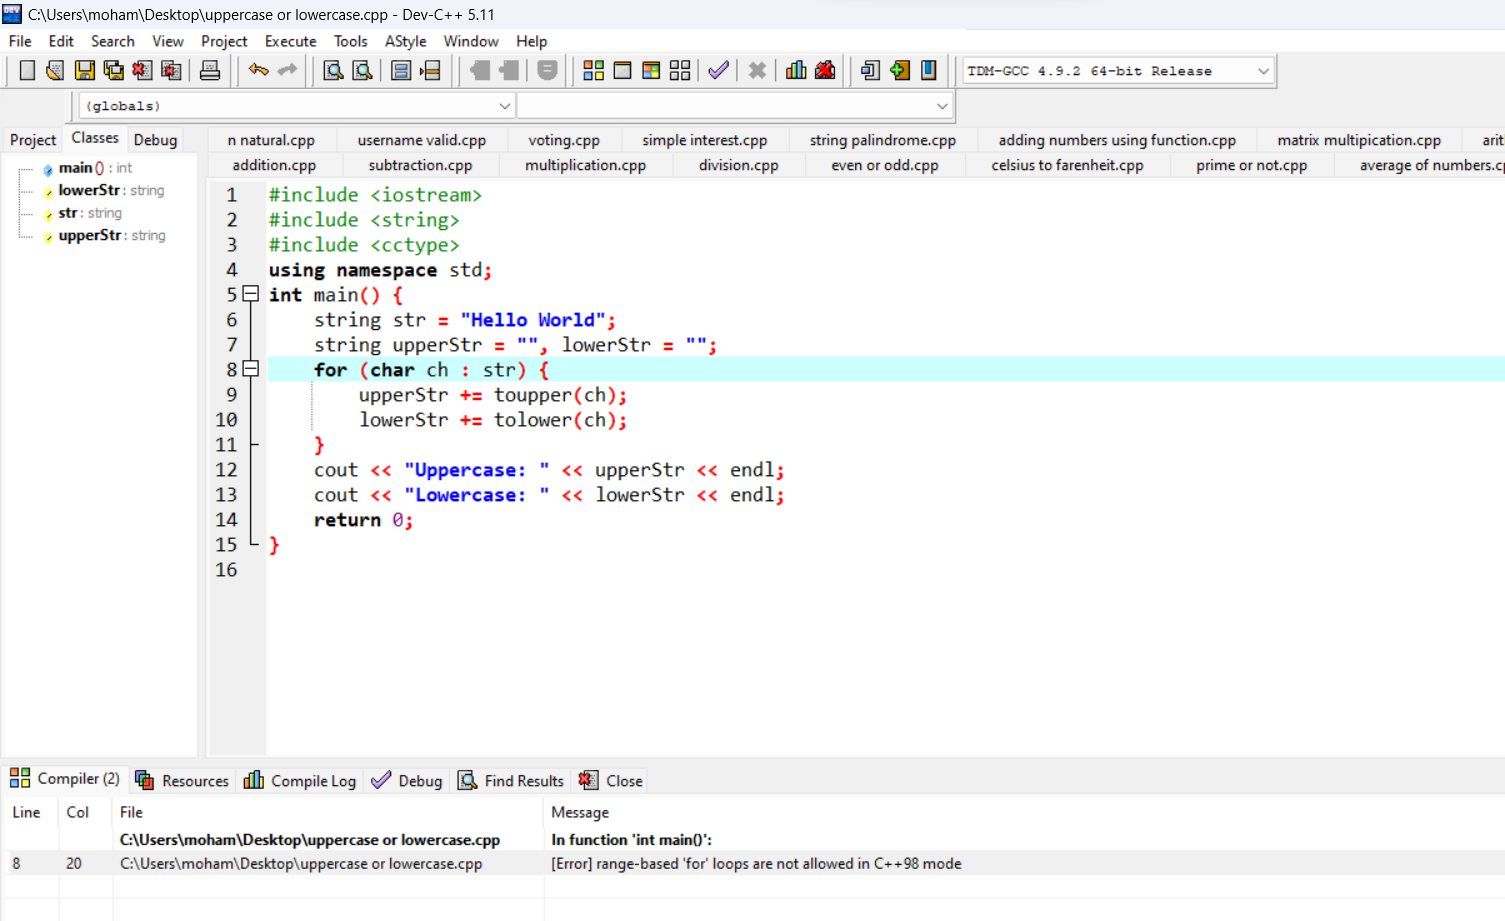 C:\Users\moham\Desktop\uppercase or lowercase.cpp - Dev-C++ 5.11
File Edit Search View Project Execute Tools AStyle Window Help
TDM-GCC 4.9.2 64-bit Release
(globals)
Project Classes Debug
n natural.cpp username valid.cpp voting.cpp simple interest.cpp string palindrome.cpp adding numbers using function.cpp matrix multipication.cpp arit
addition.cpp subtraction.cpp multiplication.cpp division.cpp even or odd.cpp celsius to farenheit.cpp prime or not.cpp average of numbers.cp
main () : int
lowerStr : string
str : string
upperStr : string
1 #include <iostream>
2 #include <string>
3 #include <cctype>
4 using namespace std;
5 int main() {
6 string str = "Hello World";
7 string upperStr = "", lowerStr = "";
8 for (char ch : str) {
9 upperStr += toupper(ch);
10 lowerStr += tolower(ch);
11 }
12 cout << "Uppercase: " << upperStr << endl;
13 cout << "Lowercase: " << lowerStr << endl;
14 return 0;
15 }
16
Compiler (2) Resources Compile Log Debug Find Results Close
Line Col File Message
C:\Users\moham\Desktop\uppercase or lowercase.cpp In function 'int main()':
8 20 C:\Users\moham\Desktop\uppercase or lowercase.cpp [Error] range-based 'for' loops are not allowed in C++98 mode